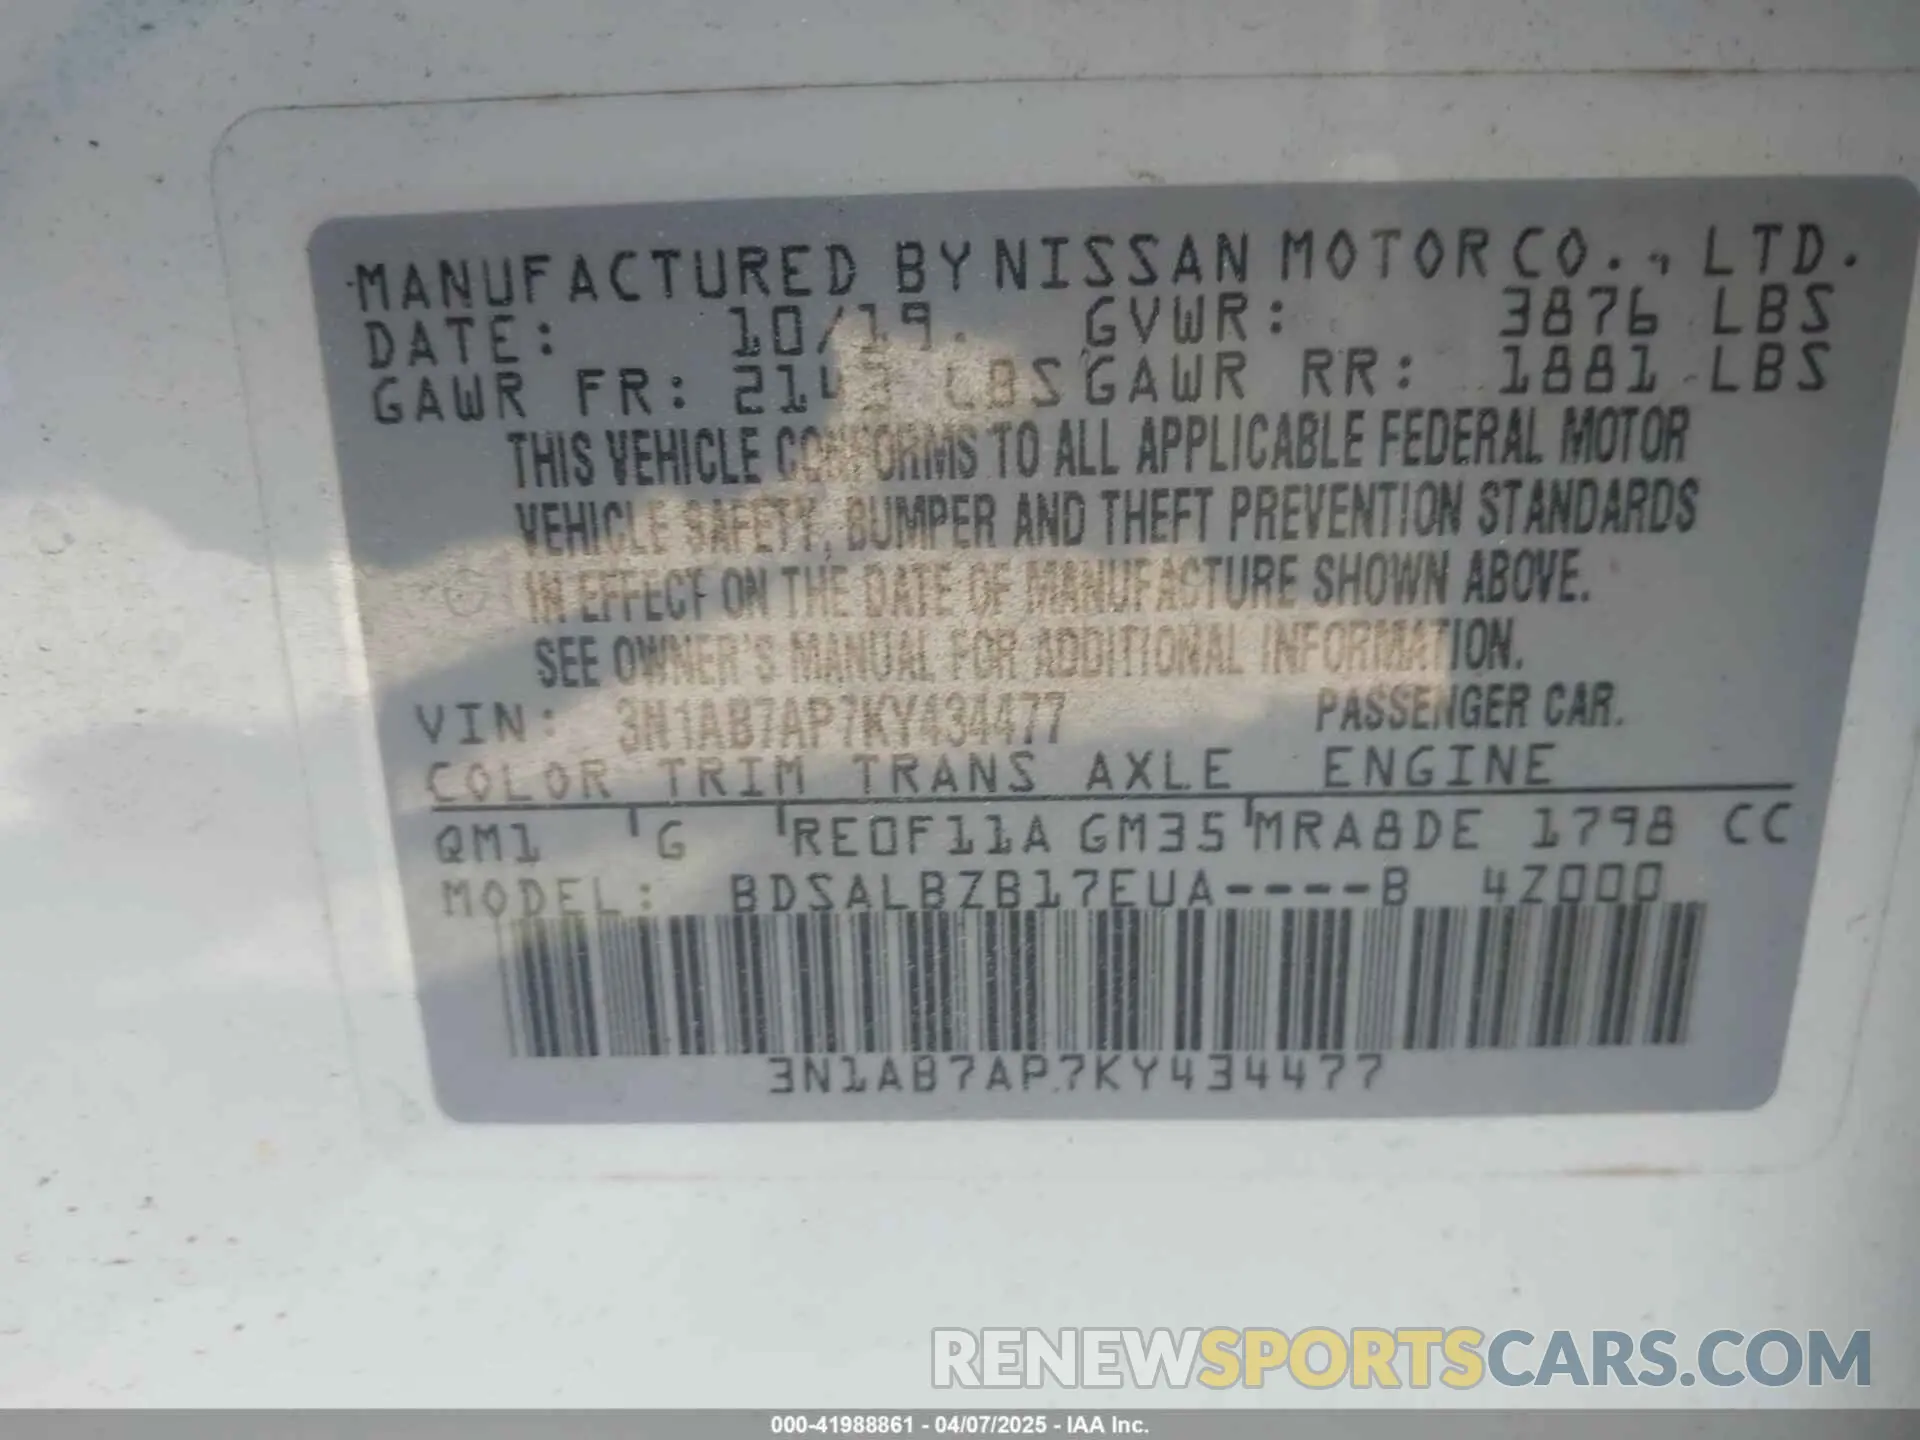 MANUFACTURED BY NISSAN MOTOR CO., LTD.
DATE: 10/19. GVWR: 3876 LBS
GAWR FR: 2143 LBS GAWR RR: 1881 LBS
THIS VEHICLE CONFORMS TO ALL APPLICABLE FEDERAL MOTOR
VEHICLE SAFETY, BUMPER AND THEFT PREVENTION STANDARDS
IN EFFECT ON THE DATE OF MANUFACTURE SHOWN ABOVE.
SEE OWNER'S MANUAL FOR ADDITIONAL INFORMATION.
VIN: 3N1AB7AP7KY434477 PASSENGER CAR.
COLOR TRIM TRANS AXLE ENGINE
QM1 G RE0F11A GM35 MRA8DE 1798 CC
MODEL: BDSALBZB17EUA----B 4Z000
3N1AB7AP7KY434477
RENEWSPORTSCARS.COM
000-41988861 - 04/07/2025 - IAA Inc.